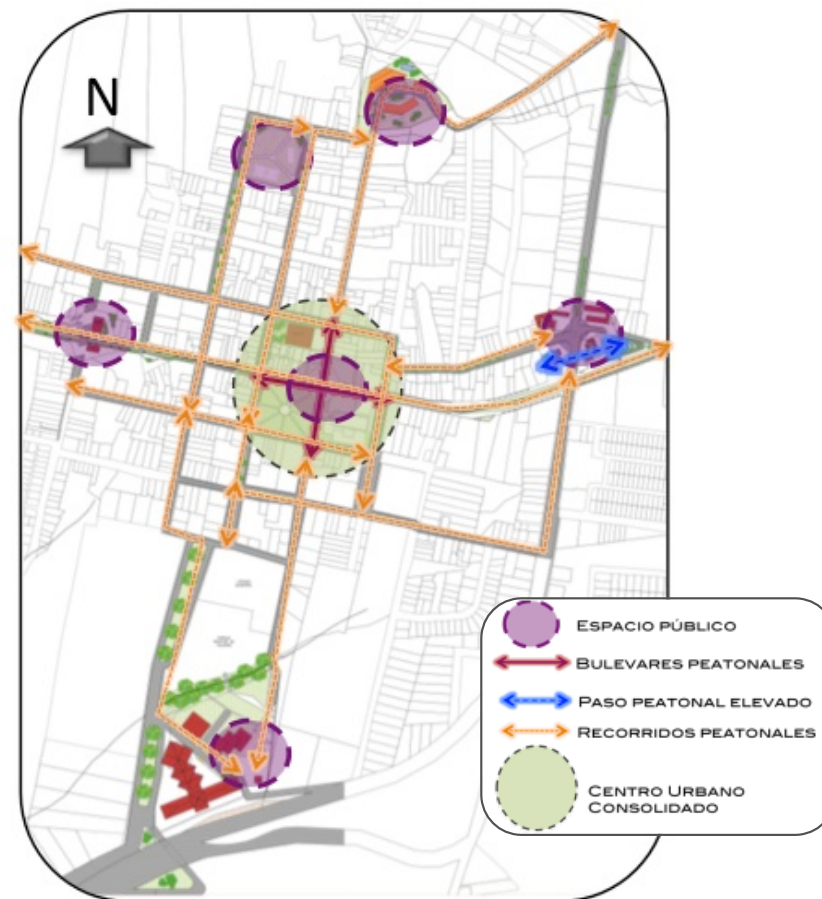 N
ESPACIO PÚBLICO
BULEVARES PEATONALES
PASO PEATONAL ELEVADO
RECORRIDOS PEATONALES
CENTRO URBANO
CONSOLIDADO